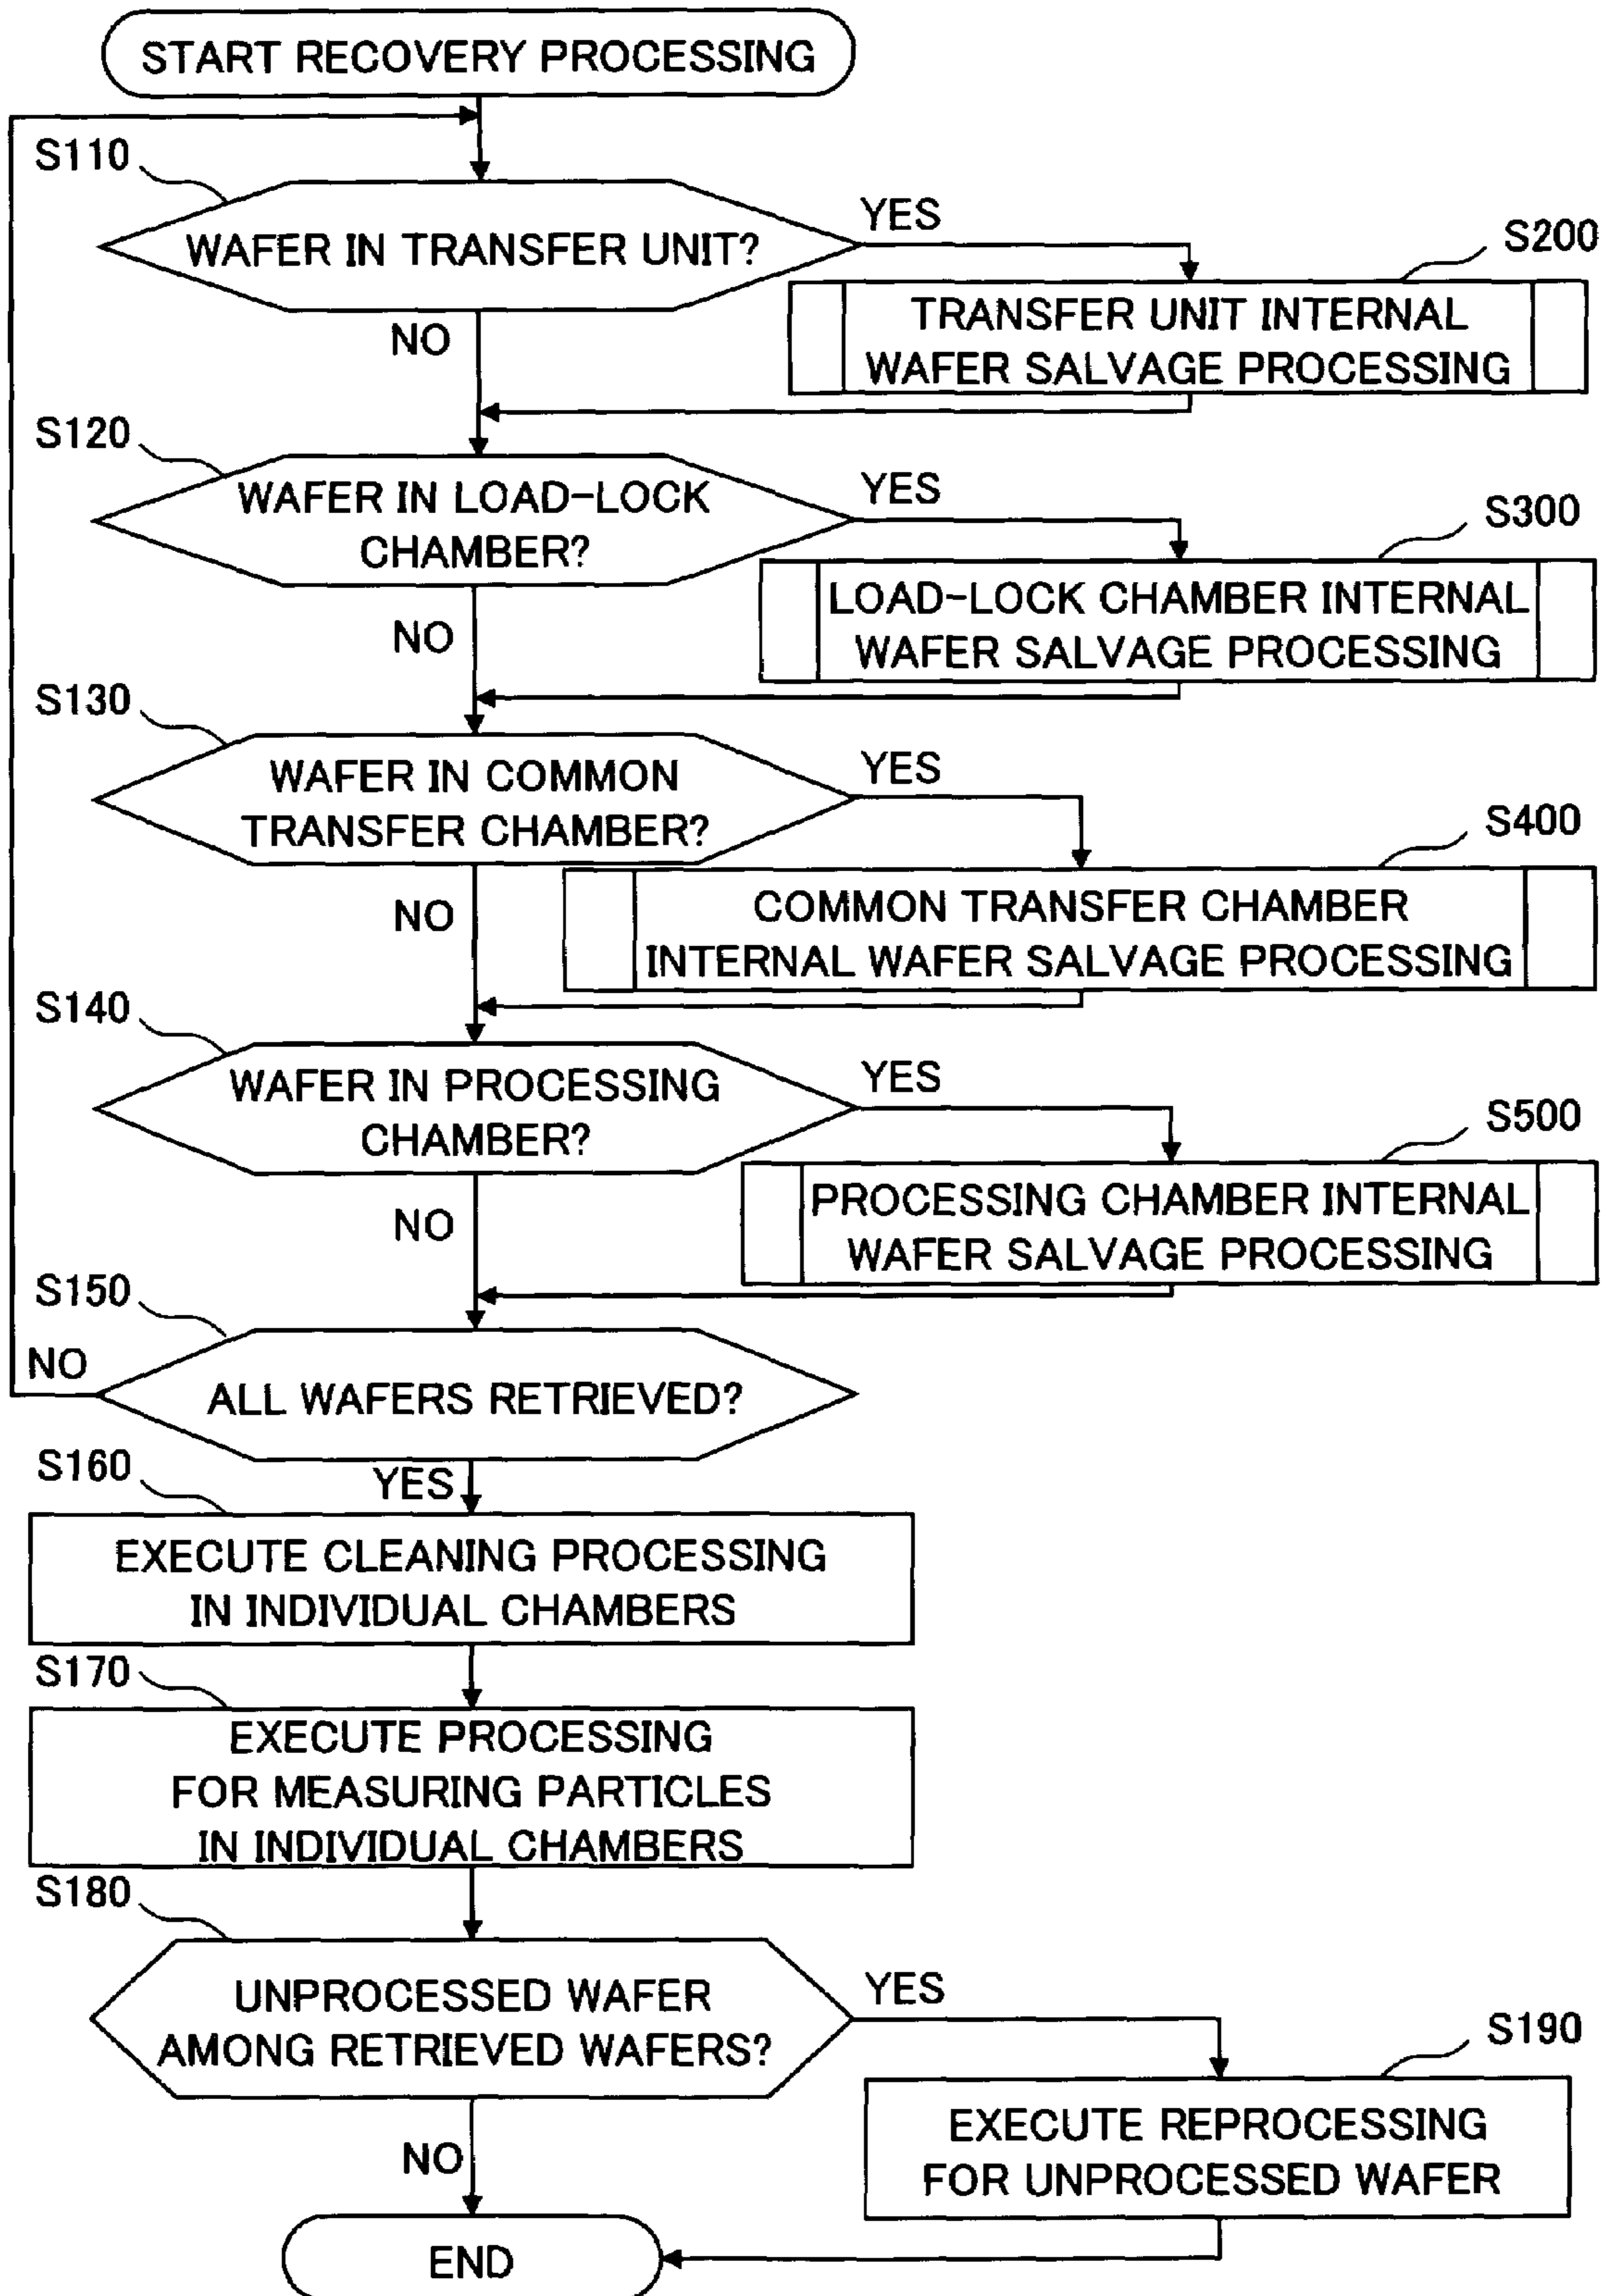 START RECOVERY PROCESSING
S110
WAFER IN TRANSFER UNIT?
YES
NO
S200
TRANSFER UNIT INTERNAL
WAFER SALVAGE PROCESSING
S120
WAFER IN LOAD-LOCK
CHAMBER?
YES
NO
S300
LOAD-LOCK CHAMBER INTERNAL
WAFER SALVAGE PROCESSING
S130
WAFER IN COMMON
TRANSFER CHAMBER?
YES
NO
S400
COMMON TRANSFER CHAMBER
INTERNAL WAFER SALVAGE PROCESSING
S140
WAFER IN PROCESSING
CHAMBER?
YES
NO
S500
PROCESSING CHAMBER INTERNAL
WAFER SALVAGE PROCESSING
S150
NO
ALL WAFERS RETRIEVED?
YES
S160
EXECUTE CLEANING PROCESSING
IN INDIVIDUAL CHAMBERS
S170
EXECUTE PROCESSING
FOR MEASURING PARTICLES
IN INDIVIDUAL CHAMBERS
S180
UNPROCESSED WAFER
AMONG RETRIEVED WAFERS?
YES
NO
S190
EXECUTE REPROCESSING
FOR UNPROCESSED WAFER
END